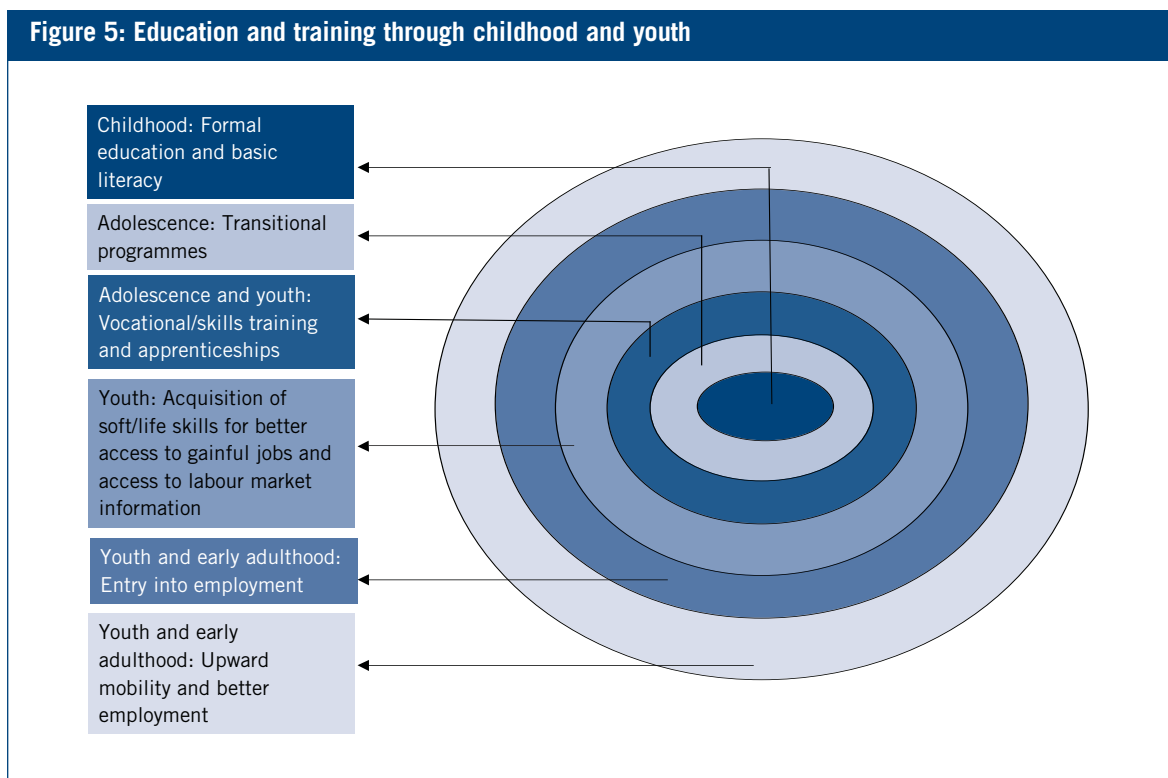 Figure 5: Education and training through childhood and youth
Childhood: Formal
education and basic
literacy
Adolescence: Transitional
programmes
Adolescence and youth:
Vocational/skills training
and apprenticeships
Youth: Acquisition of
soft/life skills for better
access to gainful jobs and
access to labour market
information
Youth and early adulthood:
Entry into employment
Youth and early
adulthood: Upward
mobility and better
employment